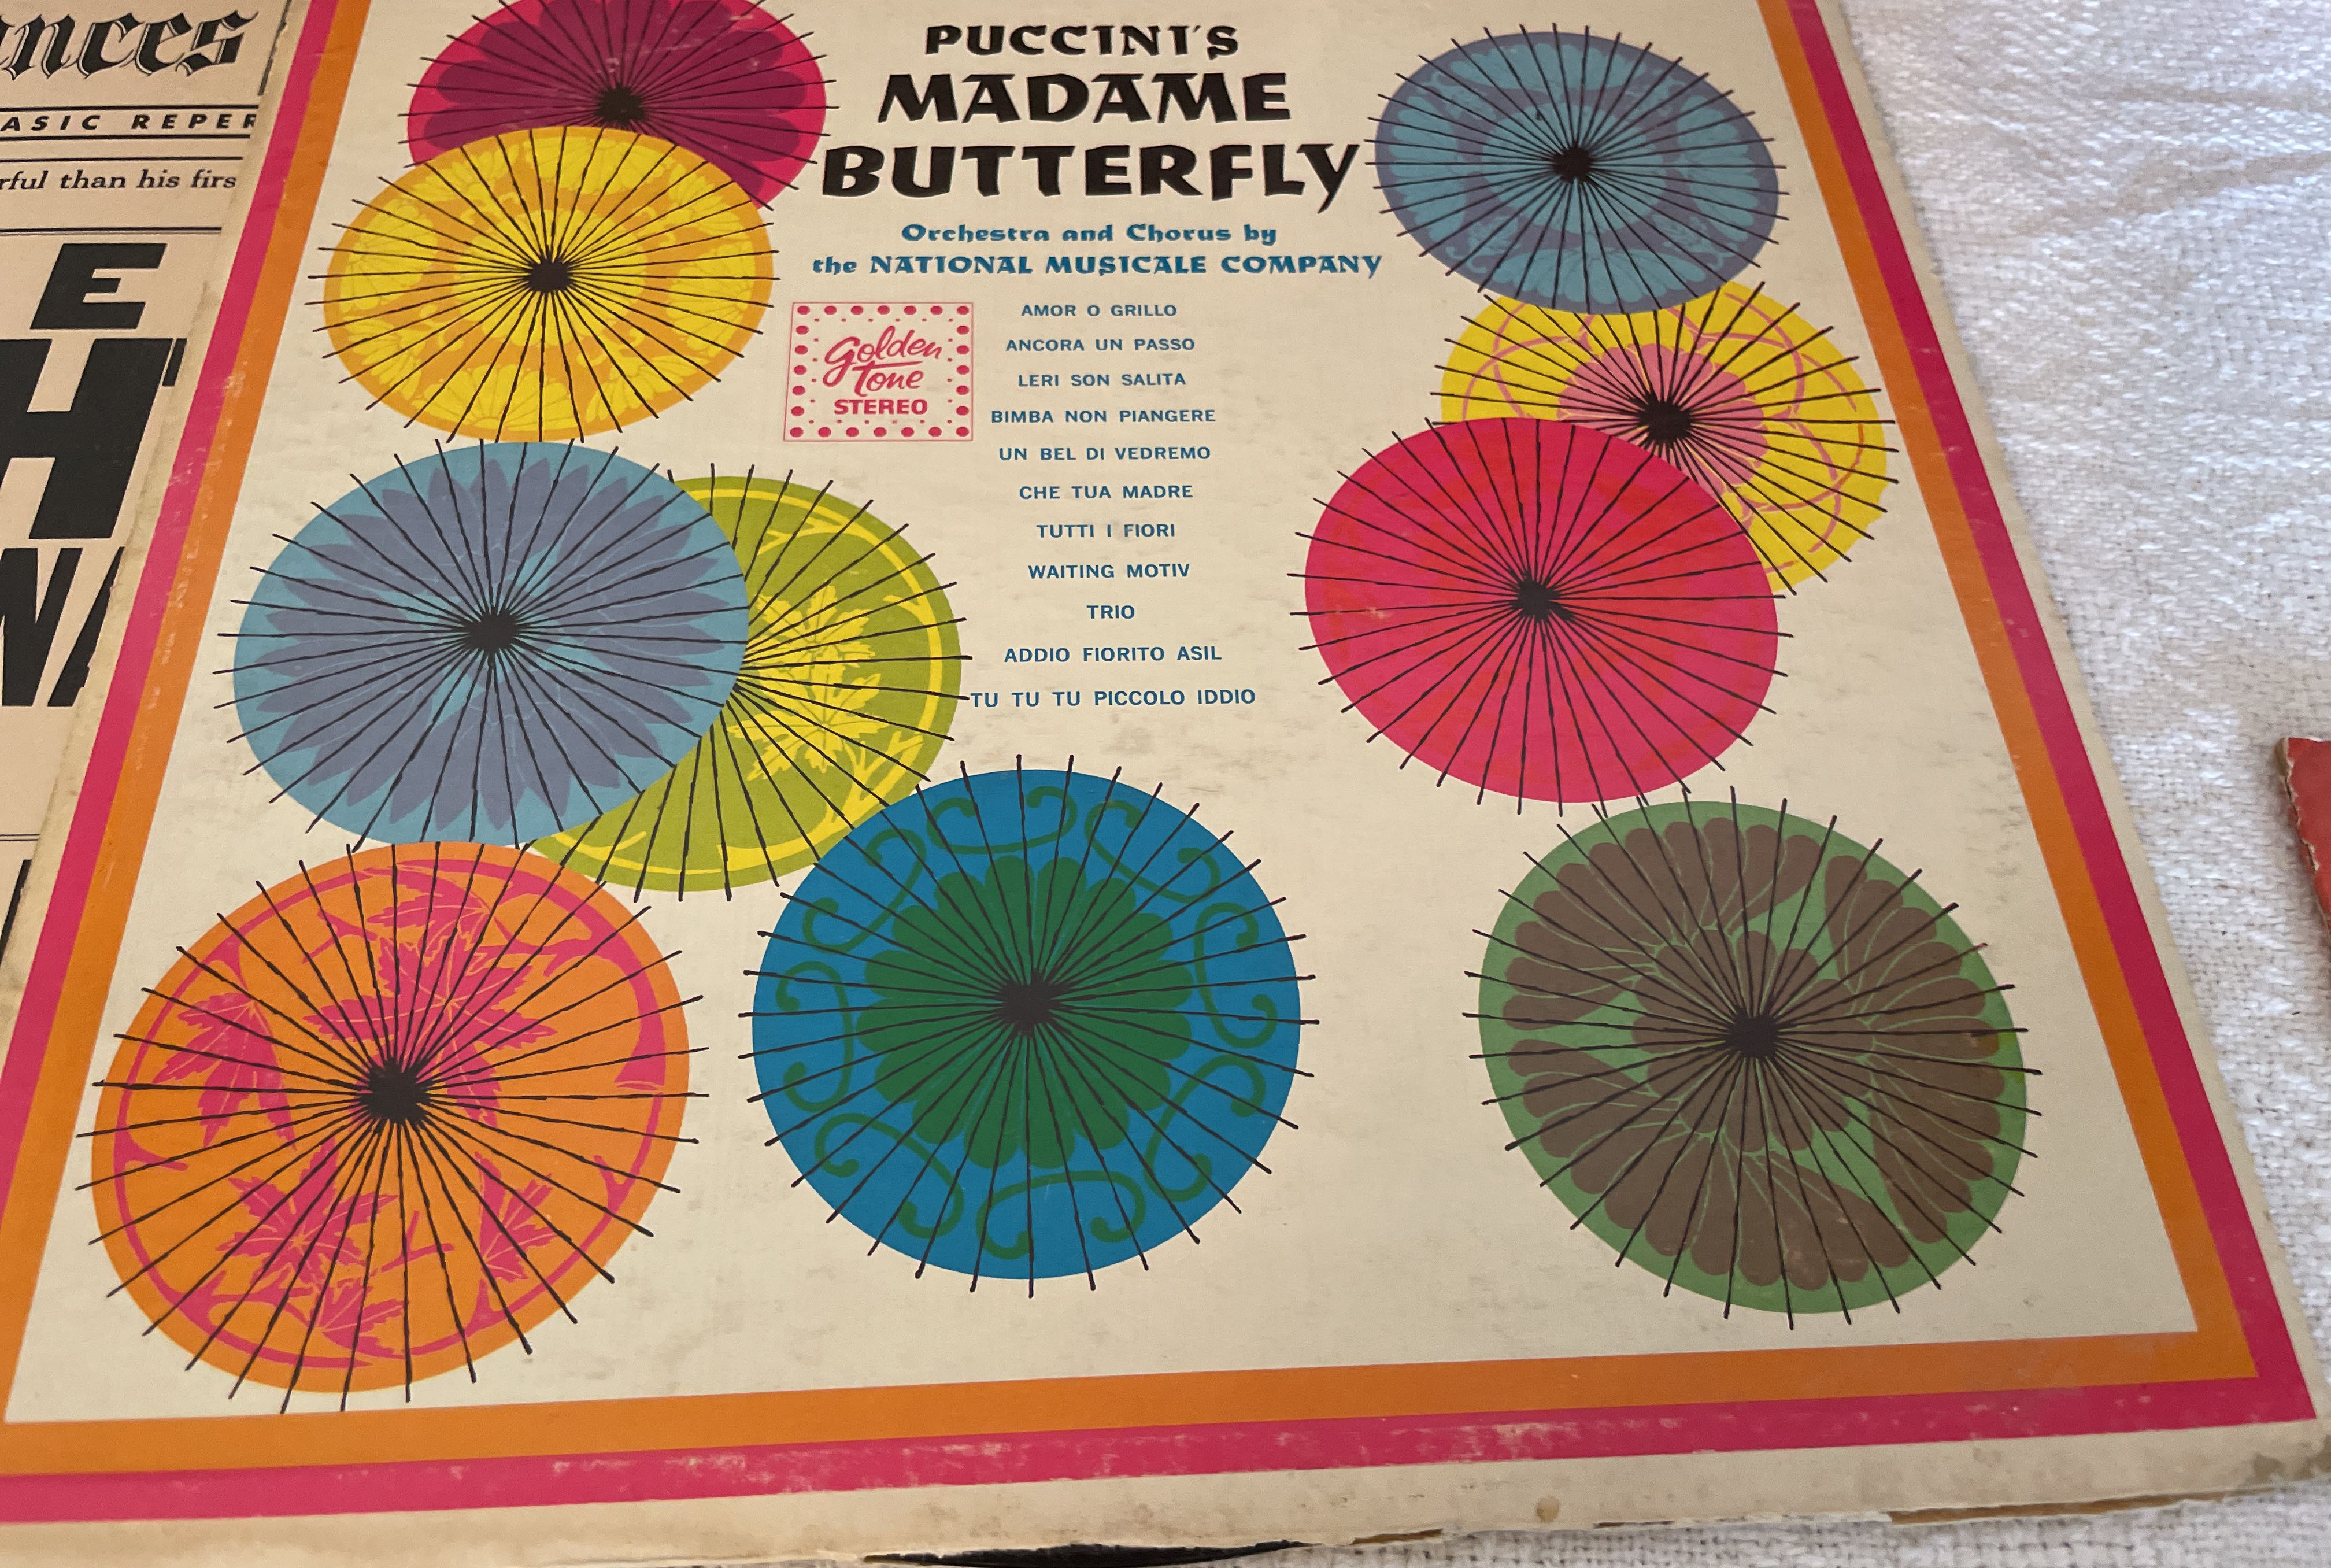 nces
ASIC REPER
rful than his firs
E
H
WA
PUCCINI'S
MADAME
BUTTERFLY
Orchestra and Chorus by
the NATIONAL MUSICALE COMPANY
Golden
Tone
STEREO
AMOR O GRILLO
ANCORA UN PASSO
LERI SON SALITA
BIMBA NON PIANGERE
UN BEL DI VEDREMO
CHE TUA MADRE
TUTTI I FIORI
WAITING MOTIV
TRIO
ADDIO FIORITO ASIL
TU TU TU PICCOLO IDDIO